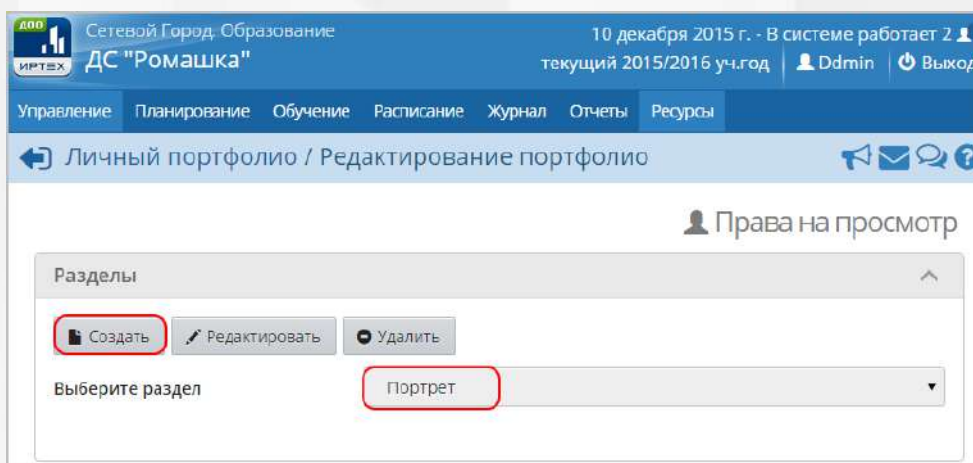 ДОО
ИРТЕХ
Сетевой Город. Образование
ДС "Ромашка"
10 декабря 2015 г. - В системе работает 2
текущий 2015/2016 уч.год Ddmin Выход
Управление Планирование Обучение Расписание Журнал Отчеты Ресурсы
Личный портфолио / Редактирование портфолио
Права на просмотр
Разделы
Создать Редактировать Удалить
Выберите раздел Портрет